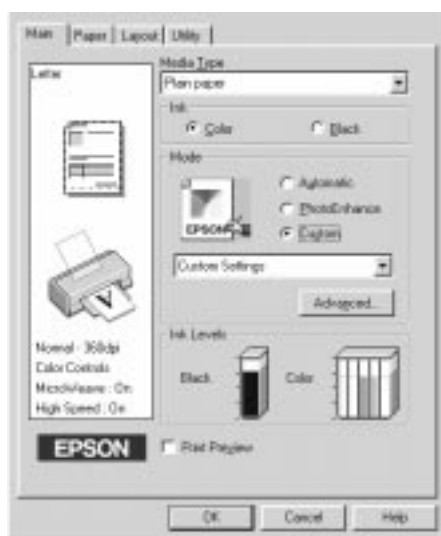 Main Paper Layout Utility
Letter
Media Type
Plain paper
Ink
Color Black
Mode
Automatic
PhotoEnhance
Custom
EPSON
Custom Settings
Advanced...
Normal - 360dpi
Color Controls
MicroWeave : On
High Speed : On
Ink Levels
Black Color
EPSON
Print Preview
OK Cancel Help